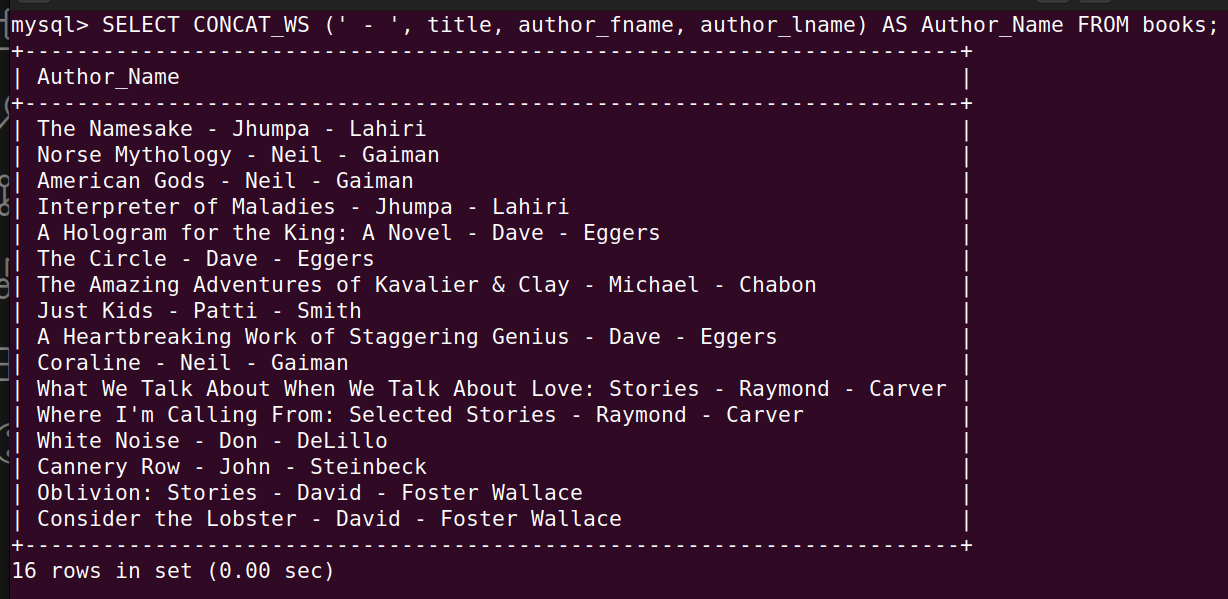 mysql> SELECT CONCAT_WS (' - ', title, author_fname, author_lname) AS Author_Name FROM books;
+------------------------------------------------------------------------+
| Author_Name                                                            |
+------------------------------------------------------------------------+
| The Namesake - Jhumpa - Lahiri                                         |
| Norse Mythology - Neil - Gaiman                                        |
| American Gods - Neil - Gaiman                                          |
| Interpreter of Maladies - Jhumpa - Lahiri                              |
| A Hologram for the King: A Novel - Dave - Eggers                       |
| The Circle - Dave - Eggers                                             |
| The Amazing Adventures of Kavalier & Clay - Michael - Chabon           |
| Just Kids - Patti - Smith                                              |
| A Heartbreaking Work of Staggering Genius - Dave - Eggers              |
| Coraline - Neil - Gaiman                                               |
| What We Talk About When We Talk About Love: Stories - Raymond - Carver |
| Where I'm Calling From: Selected Stories - Raymond - Carver            |
| White Noise - Don - DeLillo                                            |
| Cannery Row - John - Steinbeck                                         |
| Oblivion: Stories - David - Foster Wallace                             |
| Consider the Lobster - David - Foster Wallace                          |
+------------------------------------------------------------------------+
16 rows in set (0.00 sec)